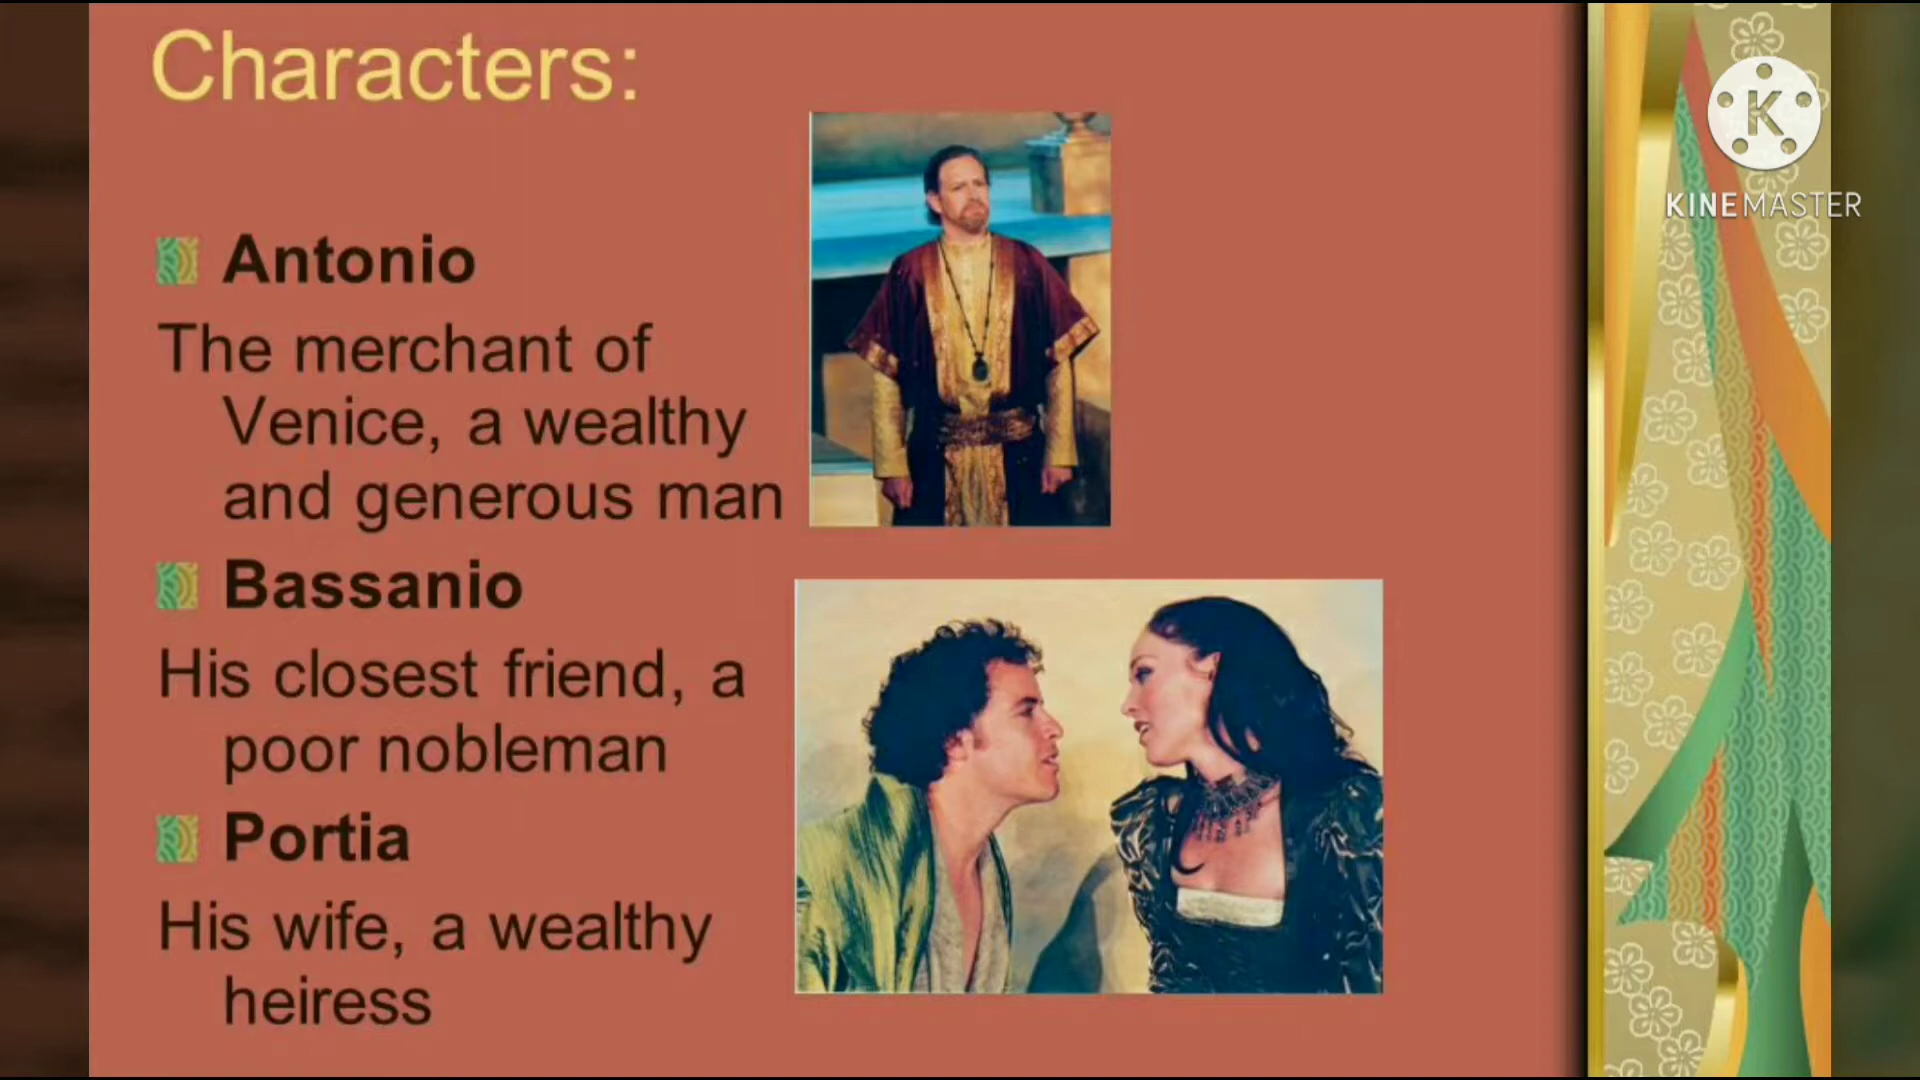 Characters:
Antonio
The merchant of
Venice, a wealthy
and generous man
Bassanio
His closest friend, a
poor nobleman
Portia
His wife, a wealthy
heiress
K
KINEMASTER